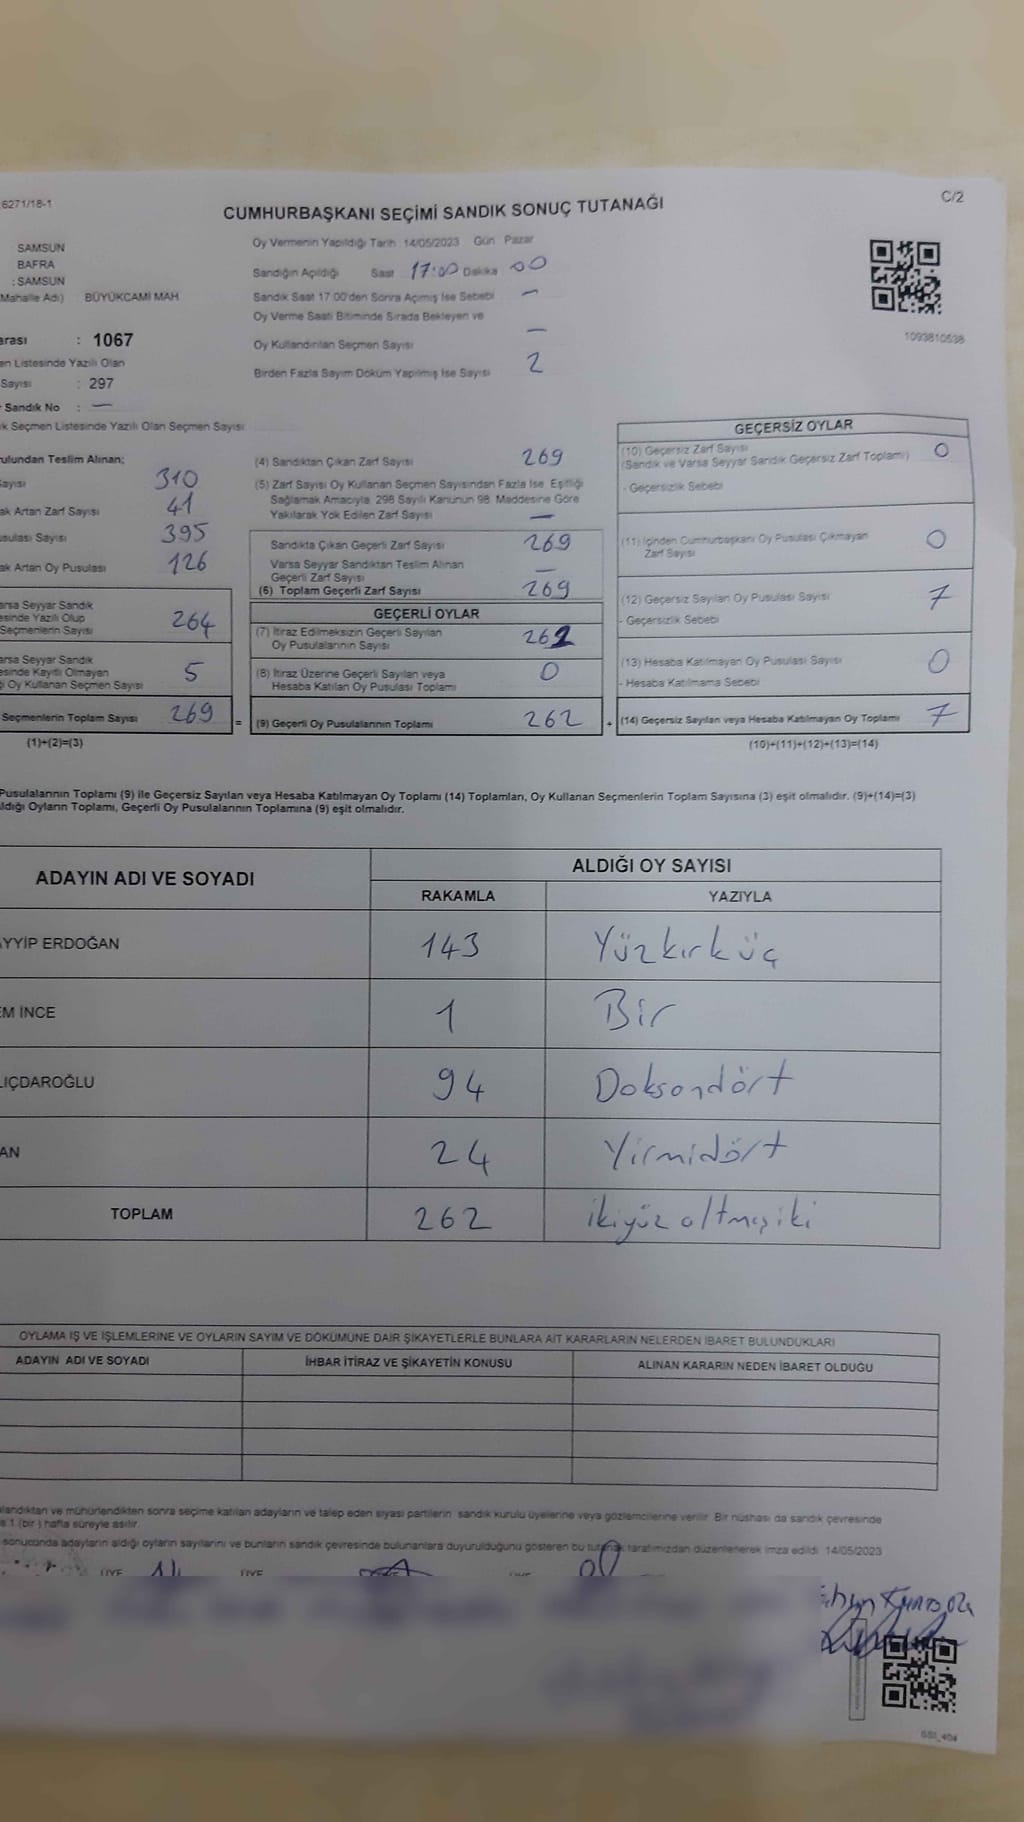 6271/18-1
C/2
CUMHURBAŞKANI SEÇİMİ SANDIK SONUÇ TUTANAĞI
SAMSUN
BAFRA
: SAMSUN
Mahalle Adı) BÜYÜKCAMİ MAH
: 1067
en Listesinde Yazılı Olan
Sayısı : 297
Sandık No : —
k Seçmen Listesinde Yazılı Olan Seçmen Sayısı
Oy Vermenin Yapıldığı Tarih 14/05/2023 Gün Pazar
Sandığın Açıldığı Saat 17:00 Dakika 00
Sandık Saat 17:00'den Sonra Açımış İse Sebebi —
Oy Verme Saati Bitiminde Sırada Bekleyen ve
Oy Kullandırılan Seçmen Sayısı —
Birden Fazla Sayım Döküm Yapılmış İse Sayısı 2
1093810538
ulundan Teslim Alınan;
ayısı 310
ak Artan Zarf Sayısı 41
usulası Sayısı 395
ak Artan Oy Pusulası 126
arsa Seyyar Sandık
esinde Yazılı Olup
Seçmenlerin Sayısı 264
arsa Seyyar Sandık
esinde Kayıtlı Olmayan
Oy Kullanan Seçmen Sayısı 5
Seçmenlerin Toplam Sayısı 269
(1)+(2)=(3)
(4) Sandıktan Çıkan Zarf Sayısı 269
(5) Zarf Sayısı Oy Kullanan Seçmen Sayısından Fazla İse Eşitliği
Sağlamak Amacıyla, 298 Sayılı Kanunun 98. Maddesine Göre
Yakılarak Yok Edilen Zarf Sayısı —
Sandıkta Çıkan Geçerli Zarf Sayısı 269
Varsa Seyyar Sandıktan Teslim Alınan
Geçerli Zarf Sayısı —
(6) Toplam Geçerli Zarf Sayısı 269
GEÇERLİ OYLAR
(7) İtiraz Edilmeksizin Geçerli Sayılan
Oy Pusulalarının Sayısı 262
(8) İtiraz Üzerine Geçerli Sayılan veya
Hesaba Katılan Oy Pusulası Toplamı 0
= (9) Geçerli Oy Pusulalarının Toplamı 262
GEÇERSİZ OYLAR
(10) Geçersiz Zarf Sayısı 0
(Sandık ve Varsa Seyyar Sandık Geçersiz Zarf Toplamı)
- Geçersizlik Sebebi
(11) İçinden Cumhurbaşkanı Oy Pusulası Çıkmayan 0
Zarf Sayısı
(12) Geçersiz Sayılan Oy Pusulası Sayısı 7
- Geçersizlik Sebebi
(13) Hesaba Katılmayan Oy Pusulası Sayısı 0
- Hesaba Katılmama Sebebi
+ (14) Geçersiz Sayılan veya Hesaba Katılmayan Oy Toplamı 7
(10)+(11)+(12)+(13)=(14)
Pusulalarının Toplamı (9) ile Geçersiz Sayılan veya Hesaba Katılmayan Oy Toplamı (14) Toplamları, Oy Kullanan Seçmenlerin Toplam Sayısına (3) eşit olmalıdır. (9)+(14)=(3)
ldığı Oyların Toplamı, Geçerli Oy Pusulalarının Toplamına (9) eşit olmalıdır.
ADAYIN ADI VE SOYADI
ALDIĞI OY SAYISI
RAKAMLA YAZIYLA
AYYİP ERDOĞAN 143 Yüzkırküç
EM İNCE 1 Bir
LIÇDAROĞLU 94 Doksandört
AN 24 Yirmidört
TOPLAM 262 ikiyüz altmışiki
OYLAMA İŞ VE İŞLEMLERİNE VE OYLARIN SAYIM VE DÖKÜMÜNE DAİR ŞİKAYETLERLE BUNLARA AİT KARARLARIN NELERDEN İBARET BULUNDUKLARI
ADAYIN ADI VE SOYADI İHBAR İTİRAZ VE ŞİKAYETİN KONUSU ALINAN KARARIN NEDEN İBARET OLDUĞU
landıktan ve mühürlendikten sonra seçime katılan adayların ve talep eden siyasi partilerin sandık kurulu üyelerine veya gözlemcilerine verilir. Bir nüshası da sandık çevresinde
1 (bir) hafta süreyle asılır.
sonucunda adayların aldığı oyların sayılarını ve bunların sandık çevresinde bulunanlara duyurulduğunu gösteren bu tutanak tarafımızdan düzenlenerek imza edildi. 14/05/2023
ÜYE ÜYE